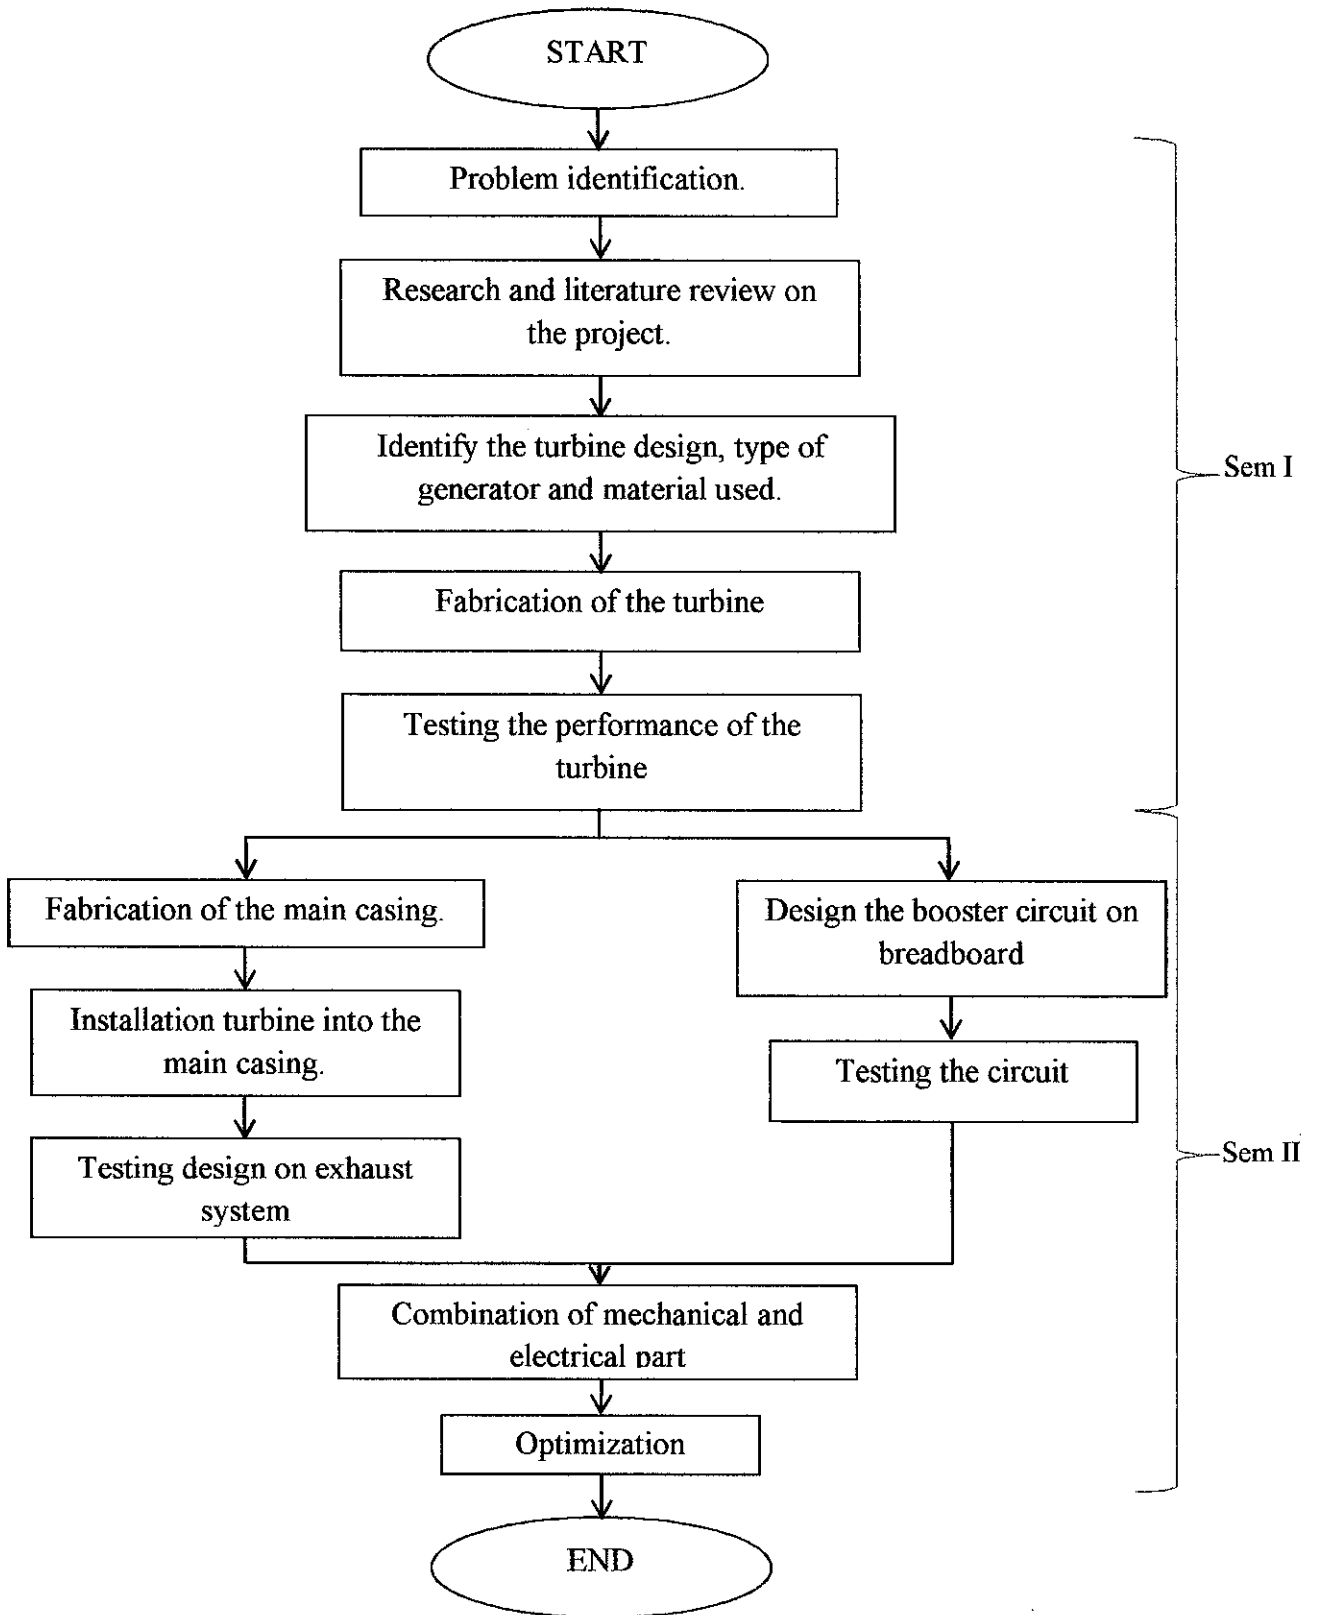 START
Problem identification.
Research and literature review on
the project.
Identify the turbine design, type of
generator and material used.
Fabrication of the turbine
Testing the performance of the
turbine
Sem I
Fabrication of the main casing.
Installation turbine into the
main casing.
Testing design on exhaust
system
Design the booster circuit on
breadboard
Testing the circuit
Sem II
Combination of mechanical and
electrical part
Optimization
END